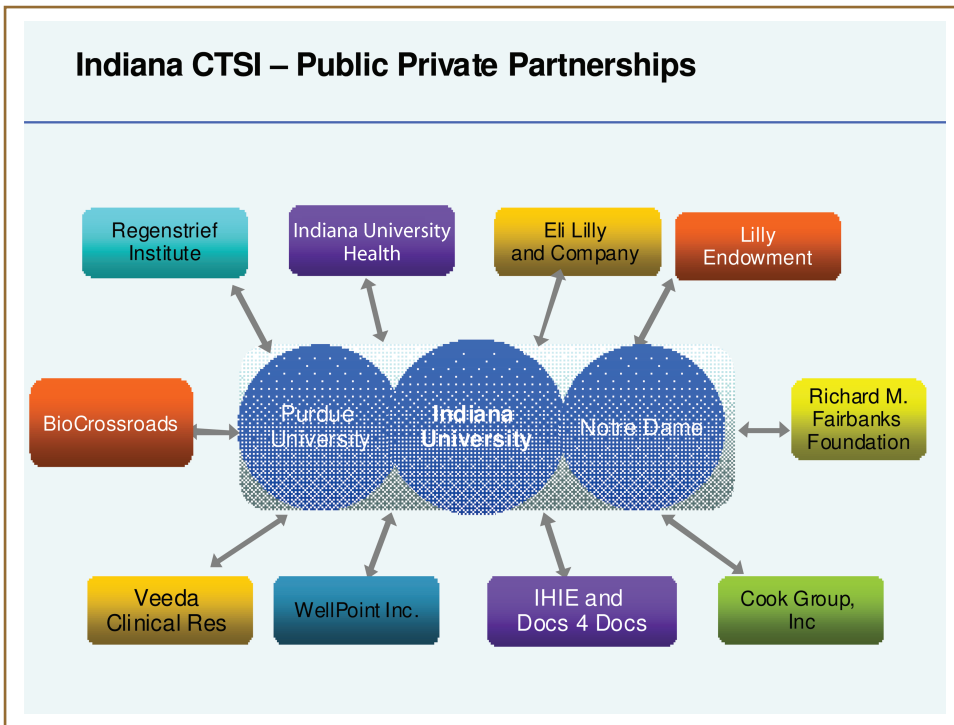 Indiana CTSI – Public Private Partnerships
Regenstrief
Institute
Indiana University
Health
Eli Lilly
and Company
Lilly
Endowment
BioCrossroads
Purdue
University
Indiana
University
Notre Dame
Richard M.
Fairbanks
Foundation
Veeda
Clinical Res
WellPoint Inc.
IHIE and
Docs 4 Docs
Cook Group,
Inc